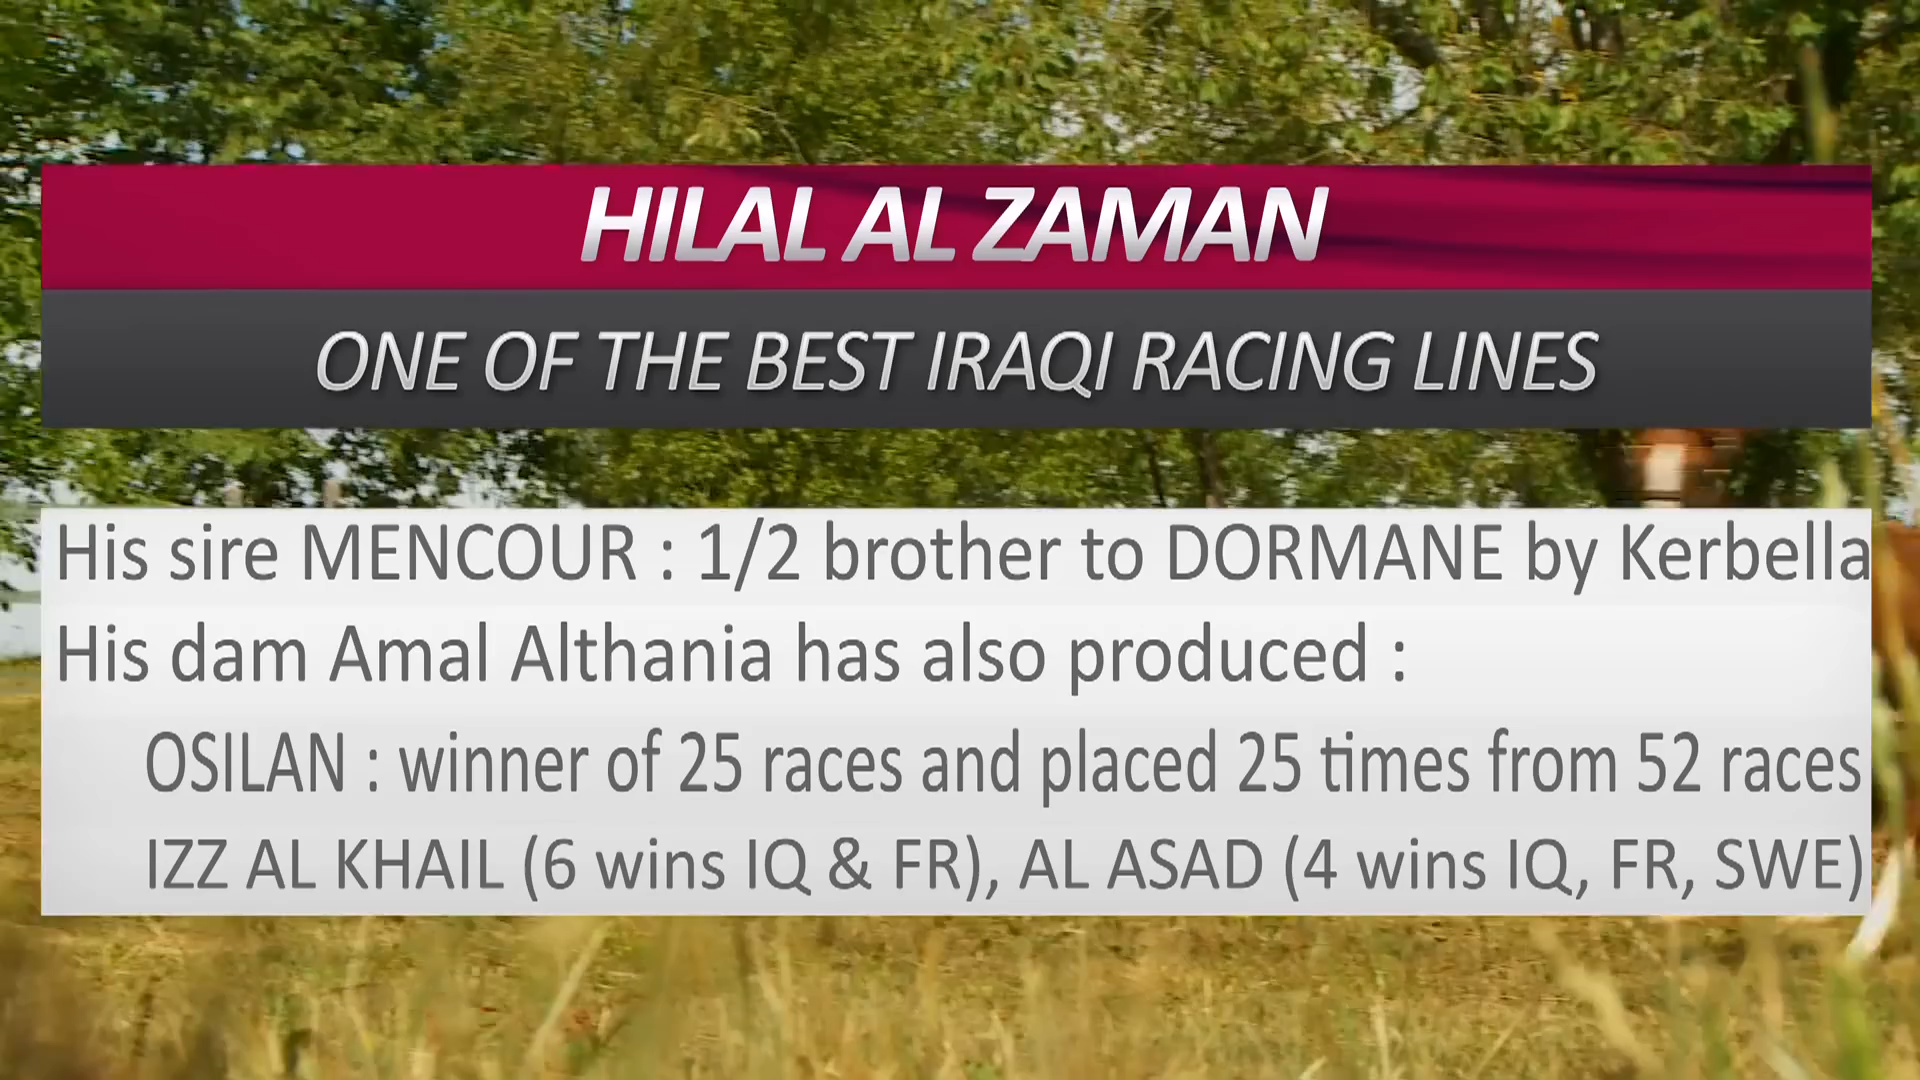 HILAL AL ZAMAN
ONE OF THE BEST IRAQI RACING LINES
His sire MENCOUR : 1/2 brother to DORMANE by Kerbella
His dam Amal Althania has also produced :
OSILAN : winner of 25 races and placed 25 times from 52 races
IZZ AL KHAIL (6 wins IQ & FR), AL ASAD (4 wins IQ, FR, SWE)